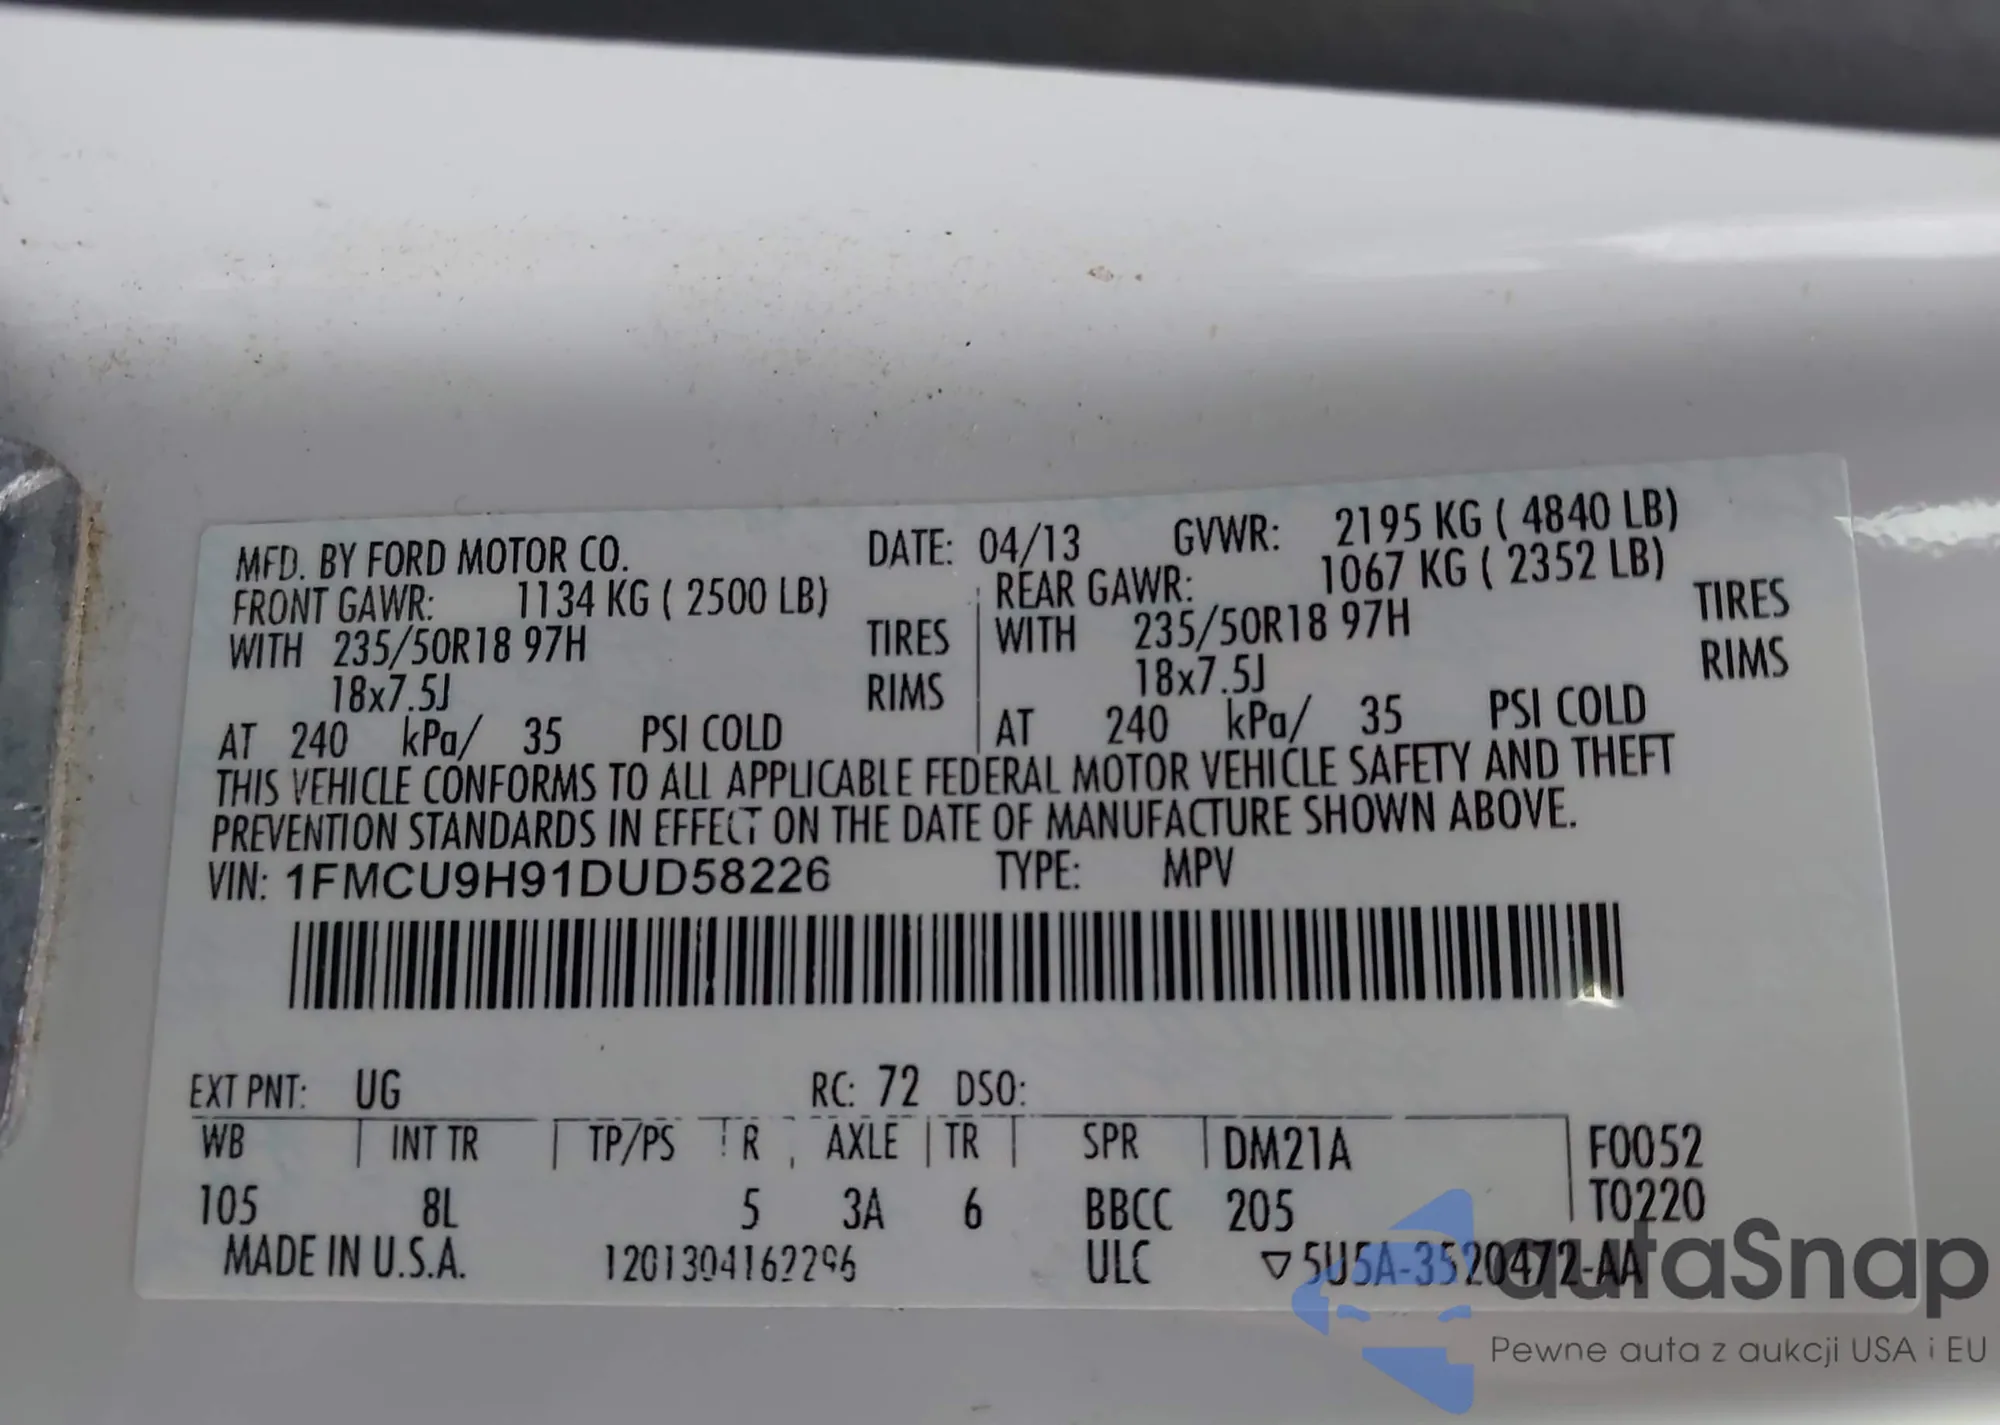 MFD. BY FORD MOTOR CO. DATE: 04/13 GVWR: 2195 KG ( 4840 LB)
FRONT GAWR: 1134 KG ( 2500 LB) REAR GAWR: 1067 KG ( 2352 LB)
WITH 235/50R18 97H TIRES WITH 235/50R18 97H TIRES
18x7.5J RIMS 18x7.5J RIMS
AT 240 kPa/ 35 PSI COLD AT 240 kPa/ 35 PSI COLD
THIS VEHICLE CONFORMS TO ALL APPLICABLE FEDERAL MOTOR VEHICLE SAFETY AND THEFT
PREVENTION STANDARDS IN EFFECT ON THE DATE OF MANUFACTURE SHOWN ABOVE.
VIN: 1FMCU9H91DUD58226 TYPE: MPV
EXT PNT: UG RC: 72 DSO:
WB INT TR TP/PS R AXLE TR SPR DM21A F0052
105 8L 5 3A 6 BBCC 205 T0220
MADE IN U.S.A. 1201304162296 ULC ▽5U5A-3520472-AA
autaSnap
Pewne auta z aukcji USA i EU